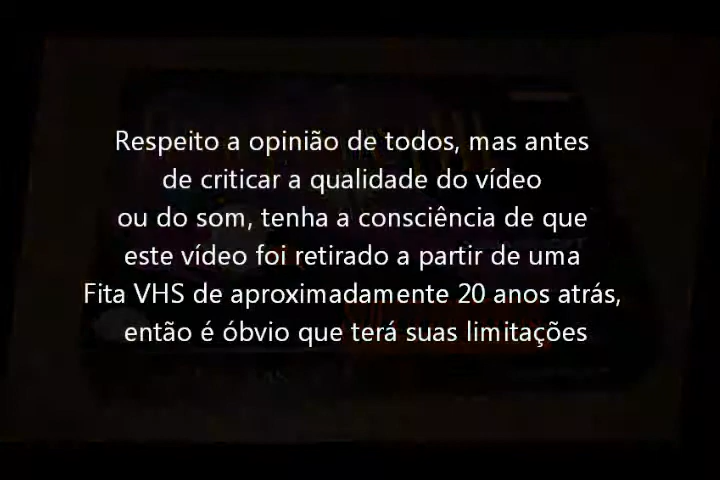 Respeito a opinião de todos, mas antes
de criticar a qualidade do vídeo
ou do som, tenha a consciência de que
este vídeo foi retirado a partir de uma
Fita VHS de aproximadamente 20 anos atrás,
então é óbvio que terá suas limitações